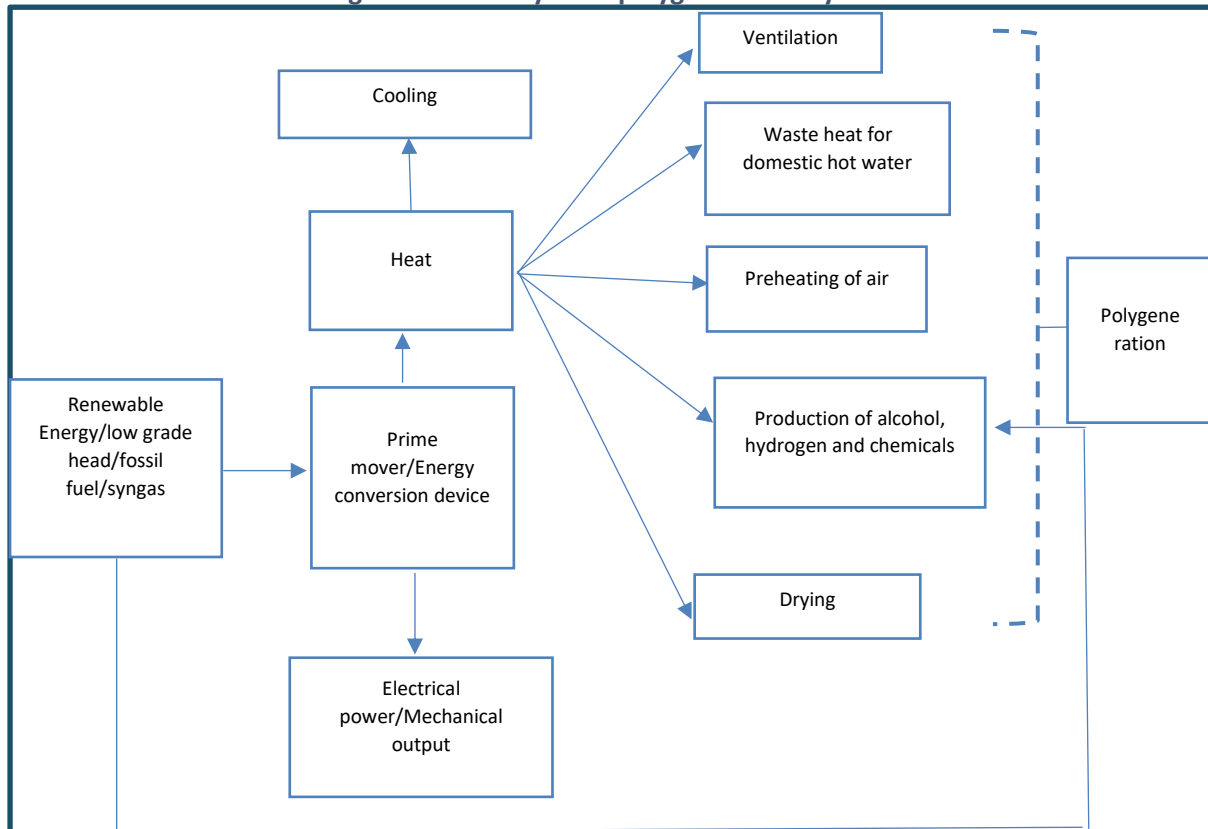 Ventilation
Cooling
Waste heat for
domestic hot water
Heat
Preheating of air
Polygene
ration
Renewable
Energy/low grade
head/fossil
fuel/syngas
Prime
mover/Energy
conversion device
Production of alcohol,
hydrogen and chemicals
Drying
Electrical
power/Mechanical
output